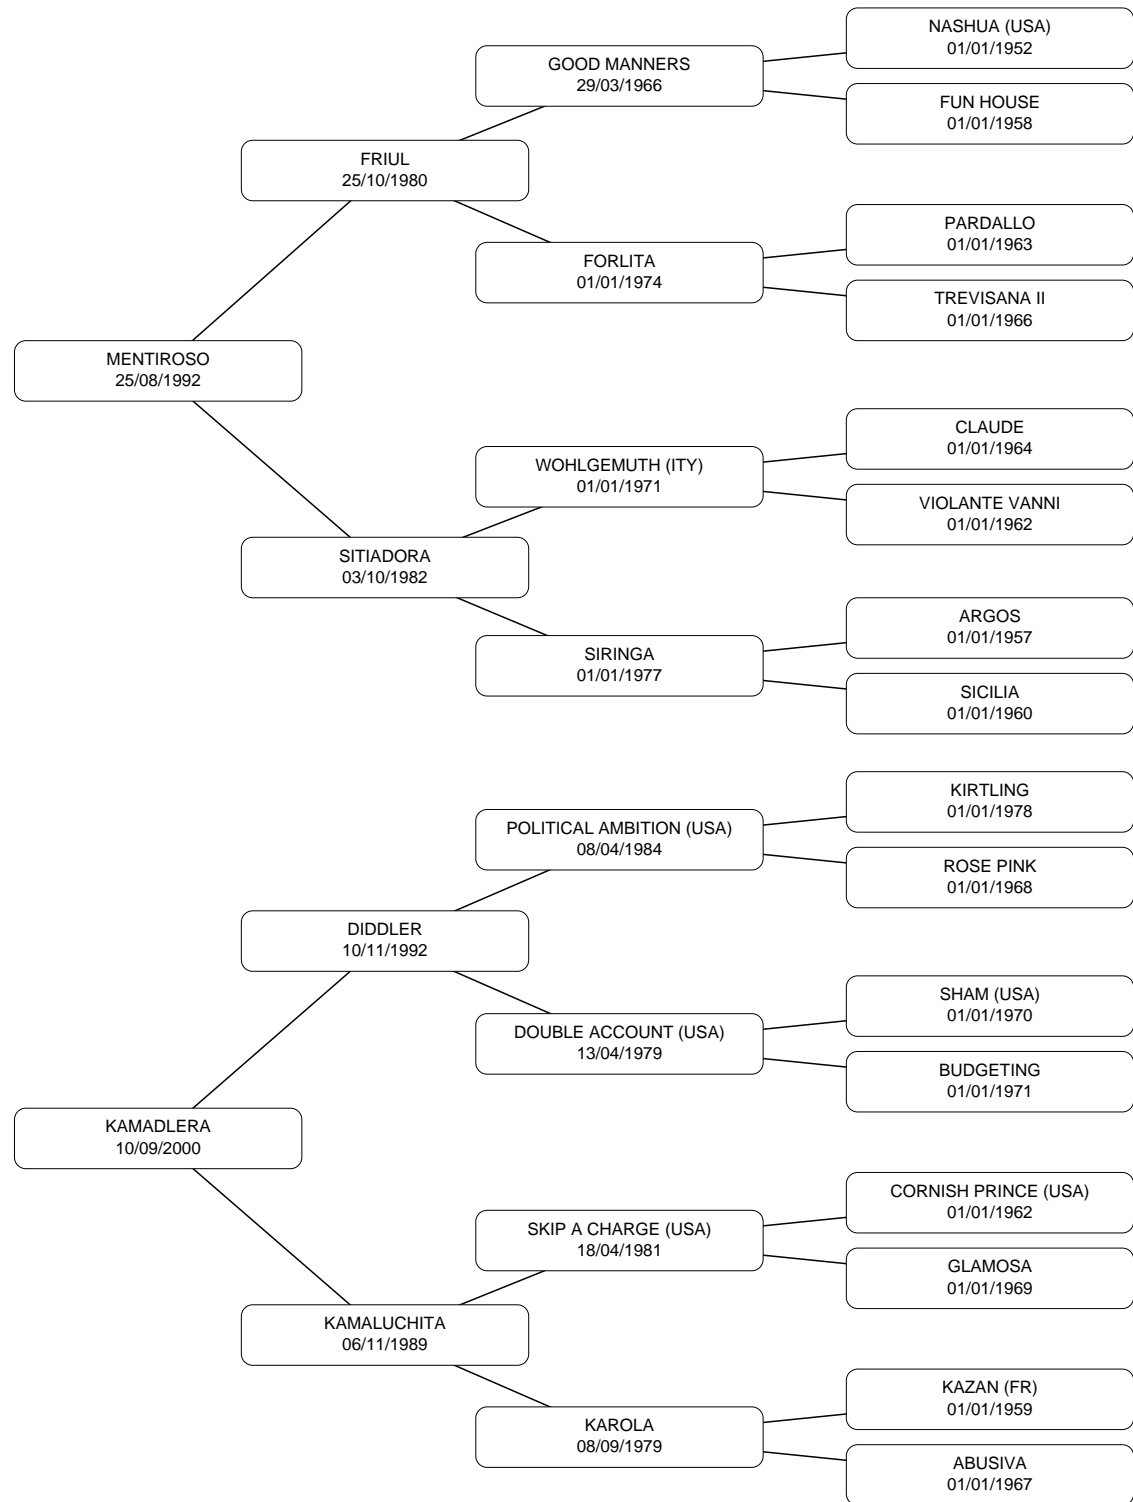 NASHUA (USA)
01/01/1952
GOOD MANNERS
29/03/1966
FUN HOUSE
01/01/1958
FRIUL
25/10/1980
PARDALLO
01/01/1963
FORLITA
01/01/1974
TREVISANA II
01/01/1966
MENTIROSO
25/08/1992
CLAUDE
01/01/1964
WOHLGEMUTH (ITY)
01/01/1971
VIOLANTE VANNI
01/01/1962
SITIADORA
03/10/1982
ARGOS
01/01/1957
SIRINGA
01/01/1977
SICILIA
01/01/1960
KIRTLING
01/01/1978
POLITICAL AMBITION (USA)
08/04/1984
ROSE PINK
01/01/1968
DIDDLER
10/11/1992
SHAM (USA)
01/01/1970
DOUBLE ACCOUNT (USA)
13/04/1979
BUDGETING
01/01/1971
KAMADLERA
10/09/2000
CORNISH PRINCE (USA)
01/01/1962
SKIP A CHARGE (USA)
18/04/1981
GLAMOSA
01/01/1969
KAMALUCHITA
06/11/1989
KAZAN (FR)
01/01/1959
KAROLA
08/09/1979
ABUSIVA
01/01/1967